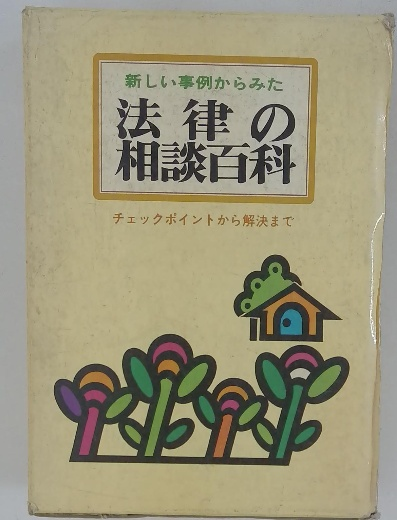 新しい事例からみた
法律の
相談百科
チェックポイントから解決まで